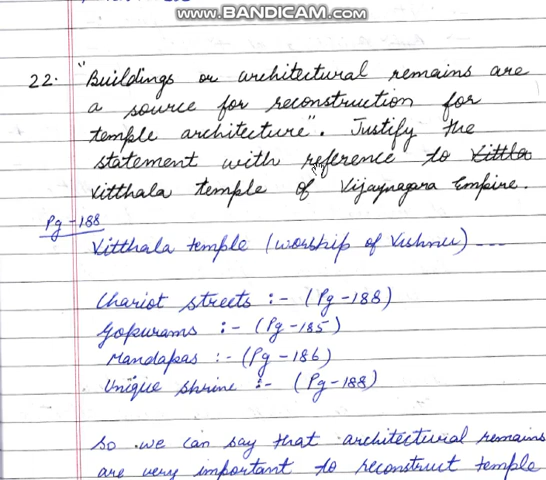 www.BANDICAM.com
22. "Buildings or architectural remains are
a source for reconstruction for
temple architecture". Justify the
statement with reference to Vittla
Vitthala temple of Vijaynagara Empire.
Pg-188
Vitthala temple (worship of Vishnu) ---
Chariot streets :- (Pg-188)
Gopurams :- (Pg-185)
Mandapas :- (Pg-186)
Unique shrine :- (Pg-188)
So we can say that architectural remains
are very important to reconstruct temple